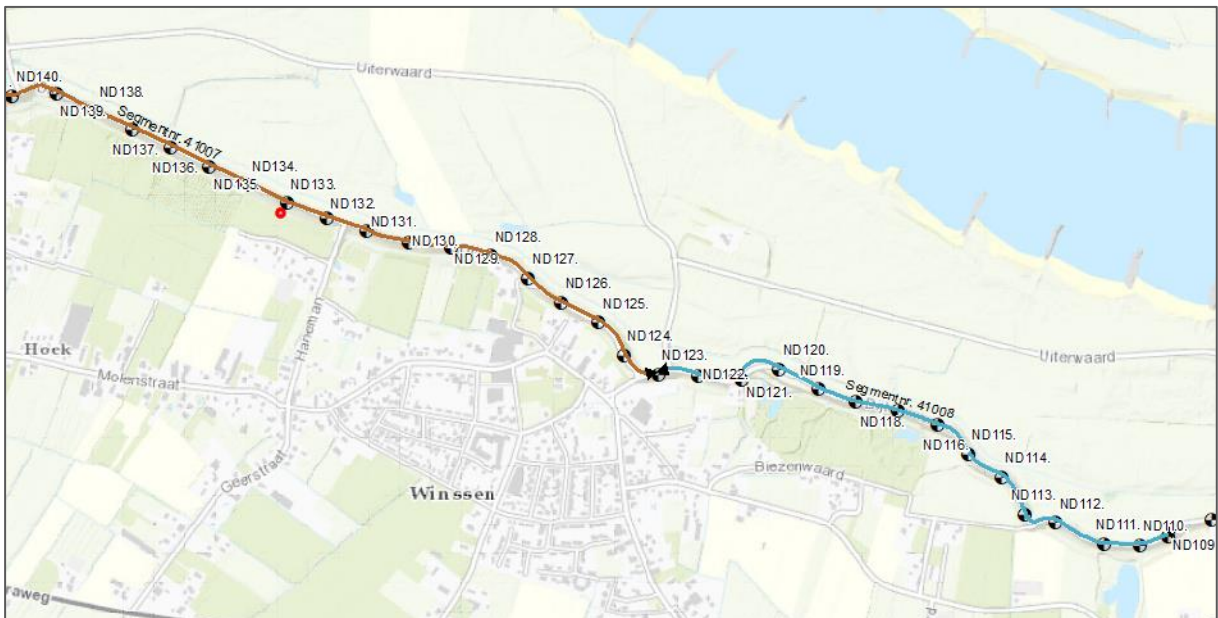 ND140.
ND138.
ND139.
Segmentnr. 41007
ND137.
ND136.
ND135.
ND134.
ND133.
ND132.
ND131.
ND130.
ND129.
ND128.
ND127.
ND126.
ND125.
ND124.
ND123.
ND122.
ND121.
ND120.
ND119.
Segmentnr. 41008
ND118.
ND116.
ND115.
ND114.
ND113.
ND112.
ND111.
ND110.
ND109
Uiterwaard
Uiterwaard
Haneman
Hoek
Molenstraat
Geerstraat
Winssen
Biezenwaard
raweg